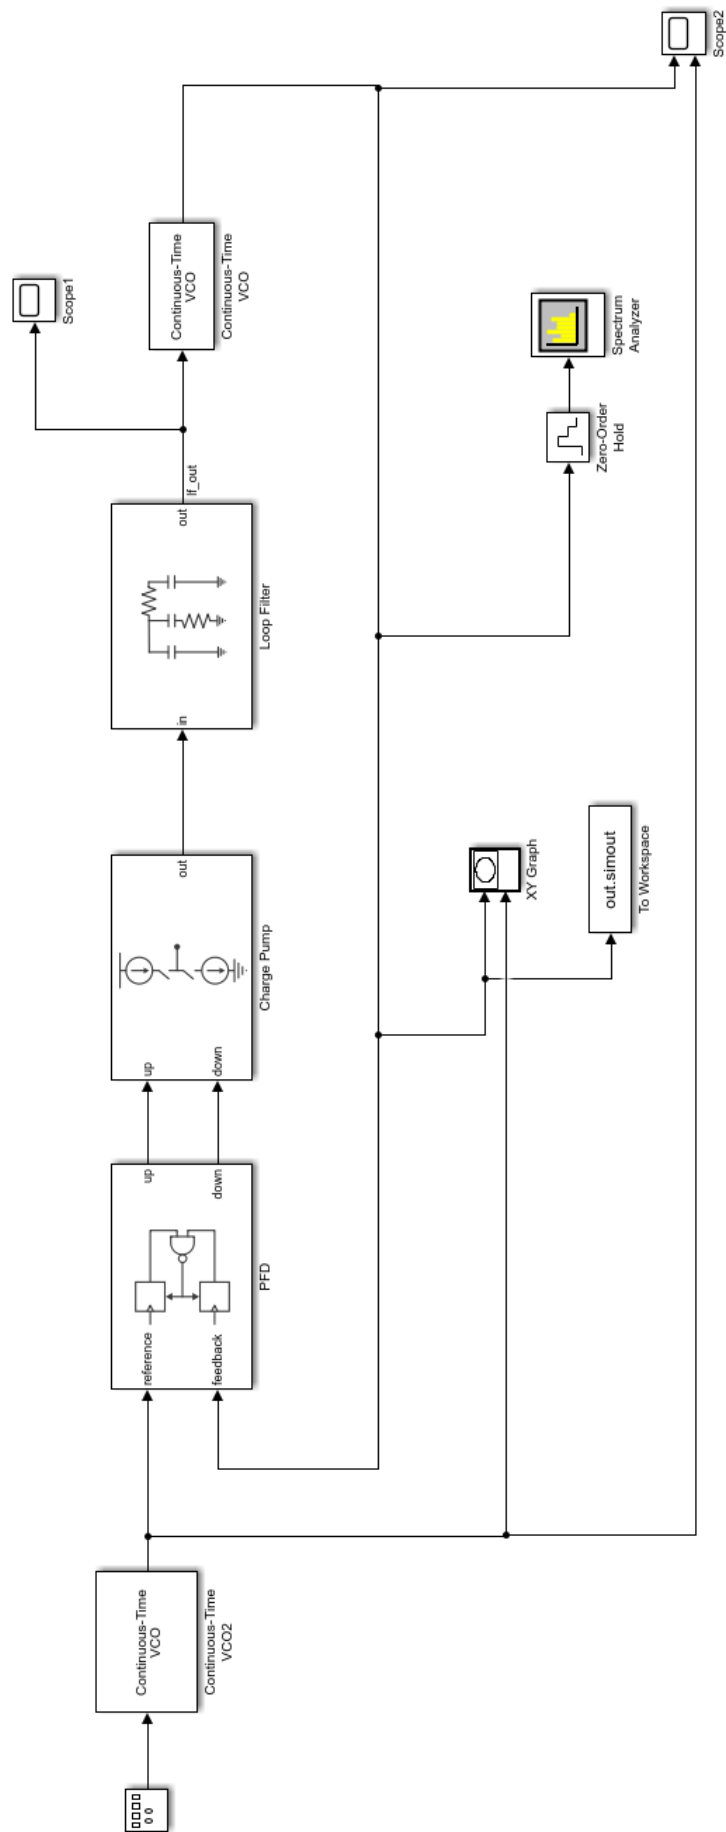 Continuous-Time
VCO
Continuous-Time
VCO2
reference
feedback
up
down
PFD
up
down
out
Charge Pump
in
out
Loop Filter
lf_out
Scope1
Continuous-Time
VCO
Continuous-Time
VCO
XY Graph
out.simout
To Workspace
Zero-Order
Hold
Spectrum
Analyzer
Scope2